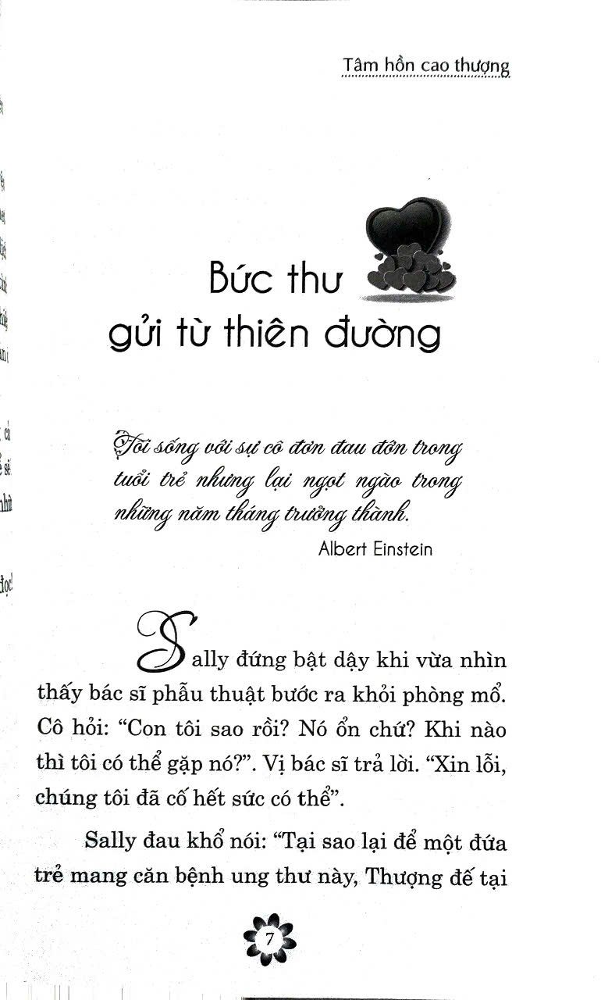 Tâm hồn cao thượng
Bức thư
gửi từ thiên đường
Tôi sống với sự cô đơn đau đớn trong
tuổi trẻ nhưng lại ngọt ngào trong
những năm tháng trưởng thành.
Albert Einstein
Sally đứng bật dậy khi vừa nhìn
thấy bác sĩ phẫu thuật bước ra khỏi phòng mổ.
Cô hỏi: “Con tôi sao rồi? Nó ổn chứ? Khi nào
thì tôi có thể gặp nó?”. Vị bác sĩ trả lời. “Xin lỗi,
chúng tôi đã cố hết sức có thể”.
Sally đau khổ nói: “Tại sao lại để một đứa
trẻ mang căn bệnh ung thư này, Thượng đế tại
7